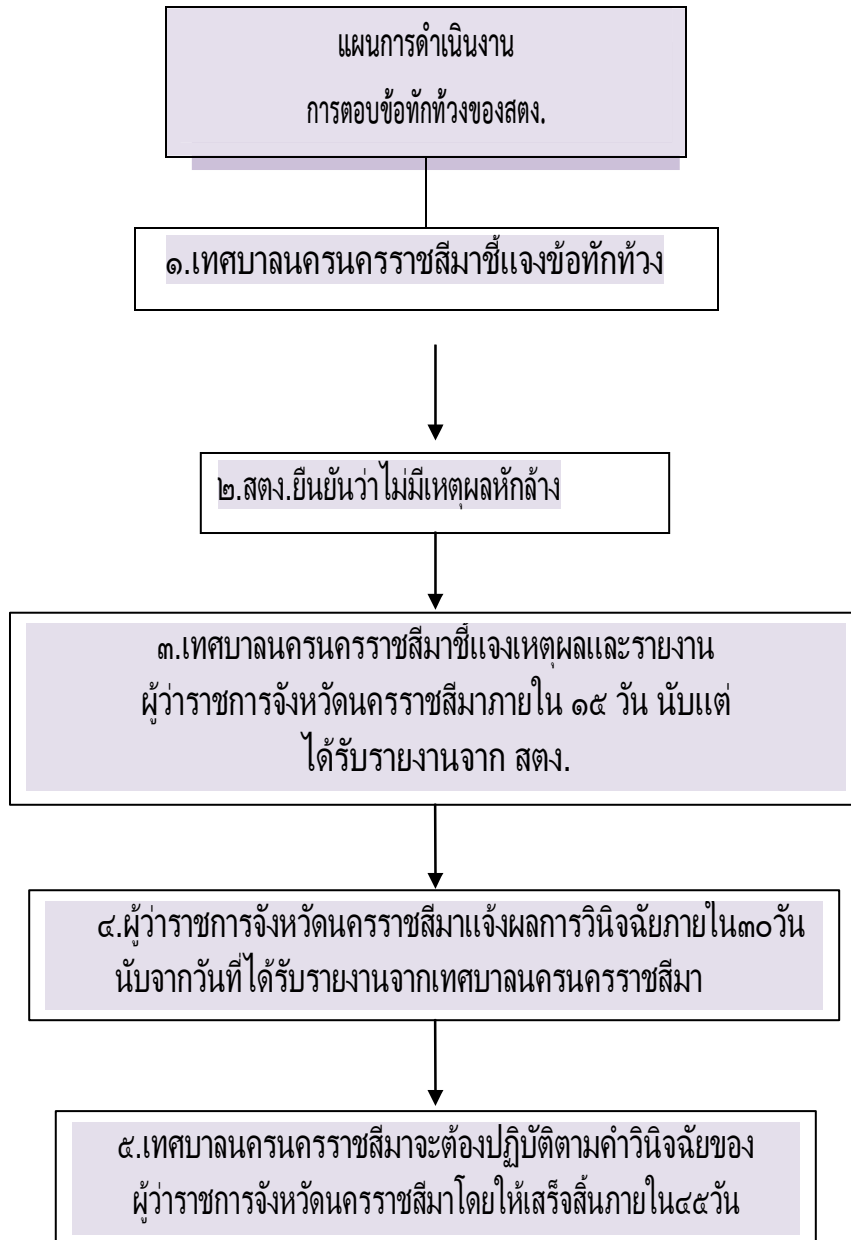 แผนการดำเนินงาน
การตอบข้อทักท้วงของสตง.
๑.เทศบาลนครนครราชสีมาชี้แจงข้อทักท้วง
๒.สตง.ยืนยันว่าไม่มีเหตุผลหักล้าง
๓.เทศบาลนครนครราชสีมาชี้แจงเหตุผลและรายงาน
ผู้ว่าราชการจังหวัดนครราชสีมาภายใน ๑๕ วัน นับแต่
ได้รับรายงานจาก สตง.
๔.ผู้ว่าราชการจังหวัดนครราชสีมาแจ้งผลการวินิจฉัยภายใน๓๐วัน
นับจากวันที่ได้รับรายงานจากเทศบาลนครนครราชสีมา
๕.เทศบาลนครนครราชสีมาจะต้องปฏิบัติตามคำวินิจฉัยของ
ผู้ว่าราชการจังหวัดนครราชสีมาโดยให้เสร็จสิ้นภายใน๔๕วัน